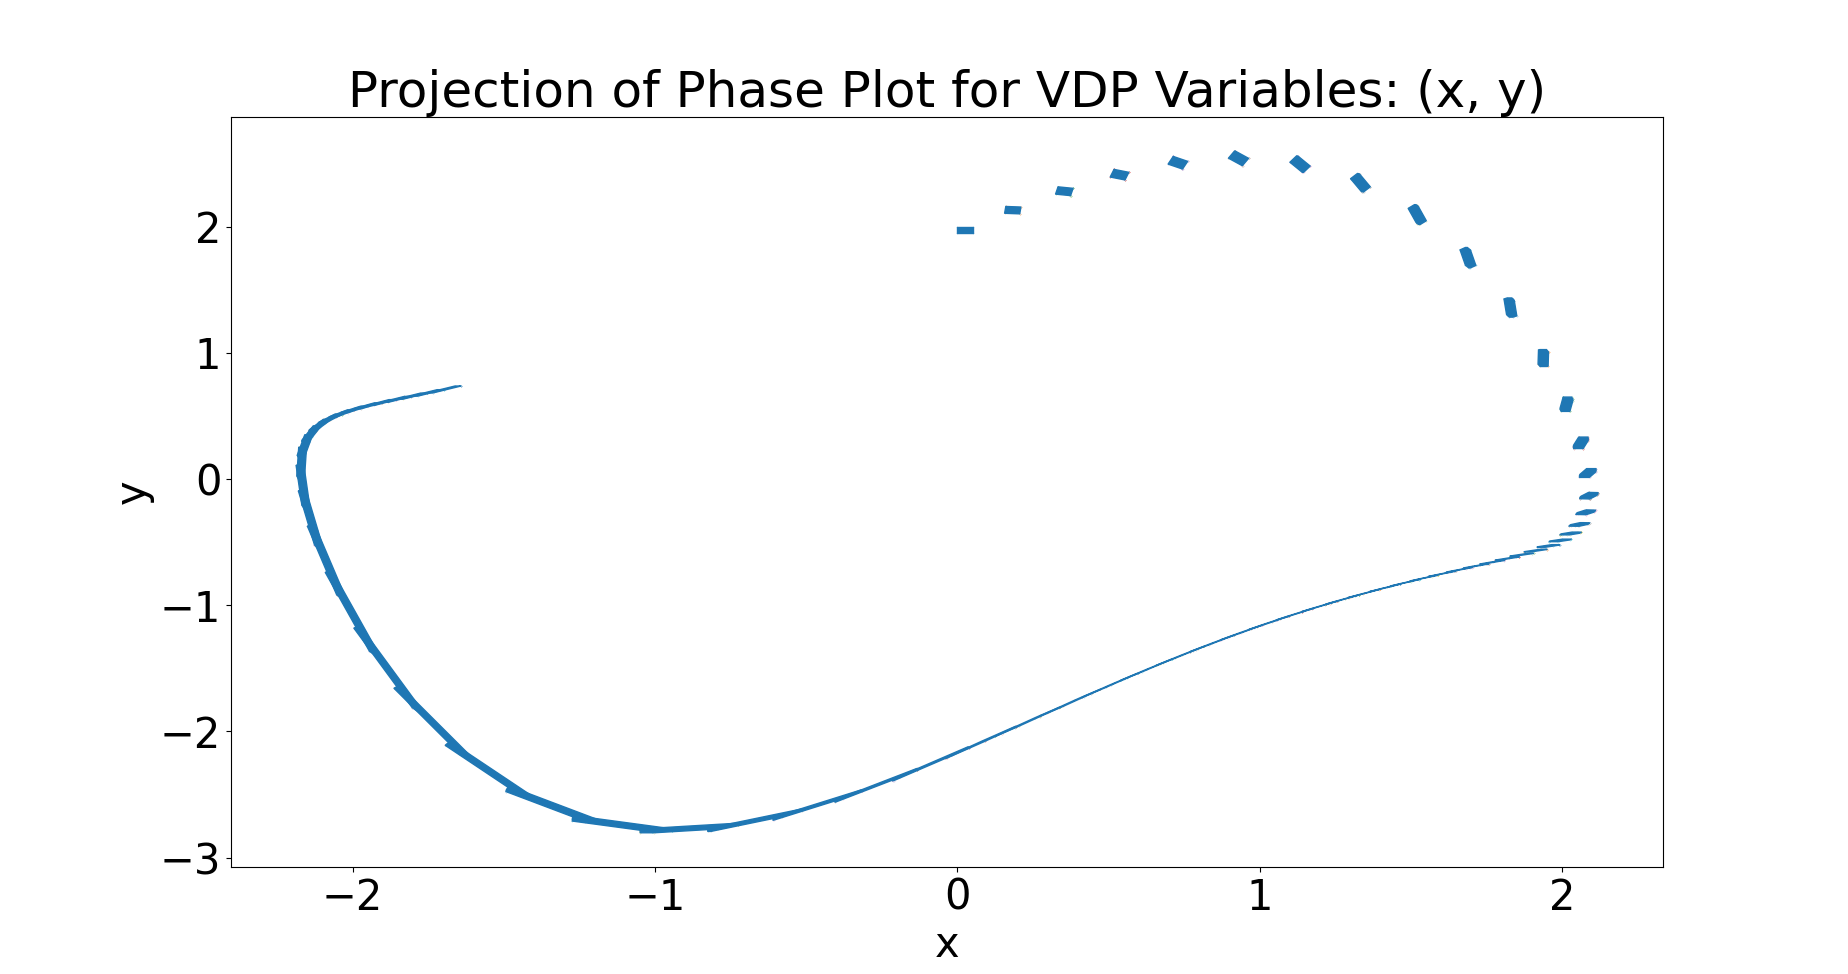 Projection of Phase Plot for VDP Variables: (x, y)
2
1
0
−1
−2
−3
y
−2 −1 0 1 2
x